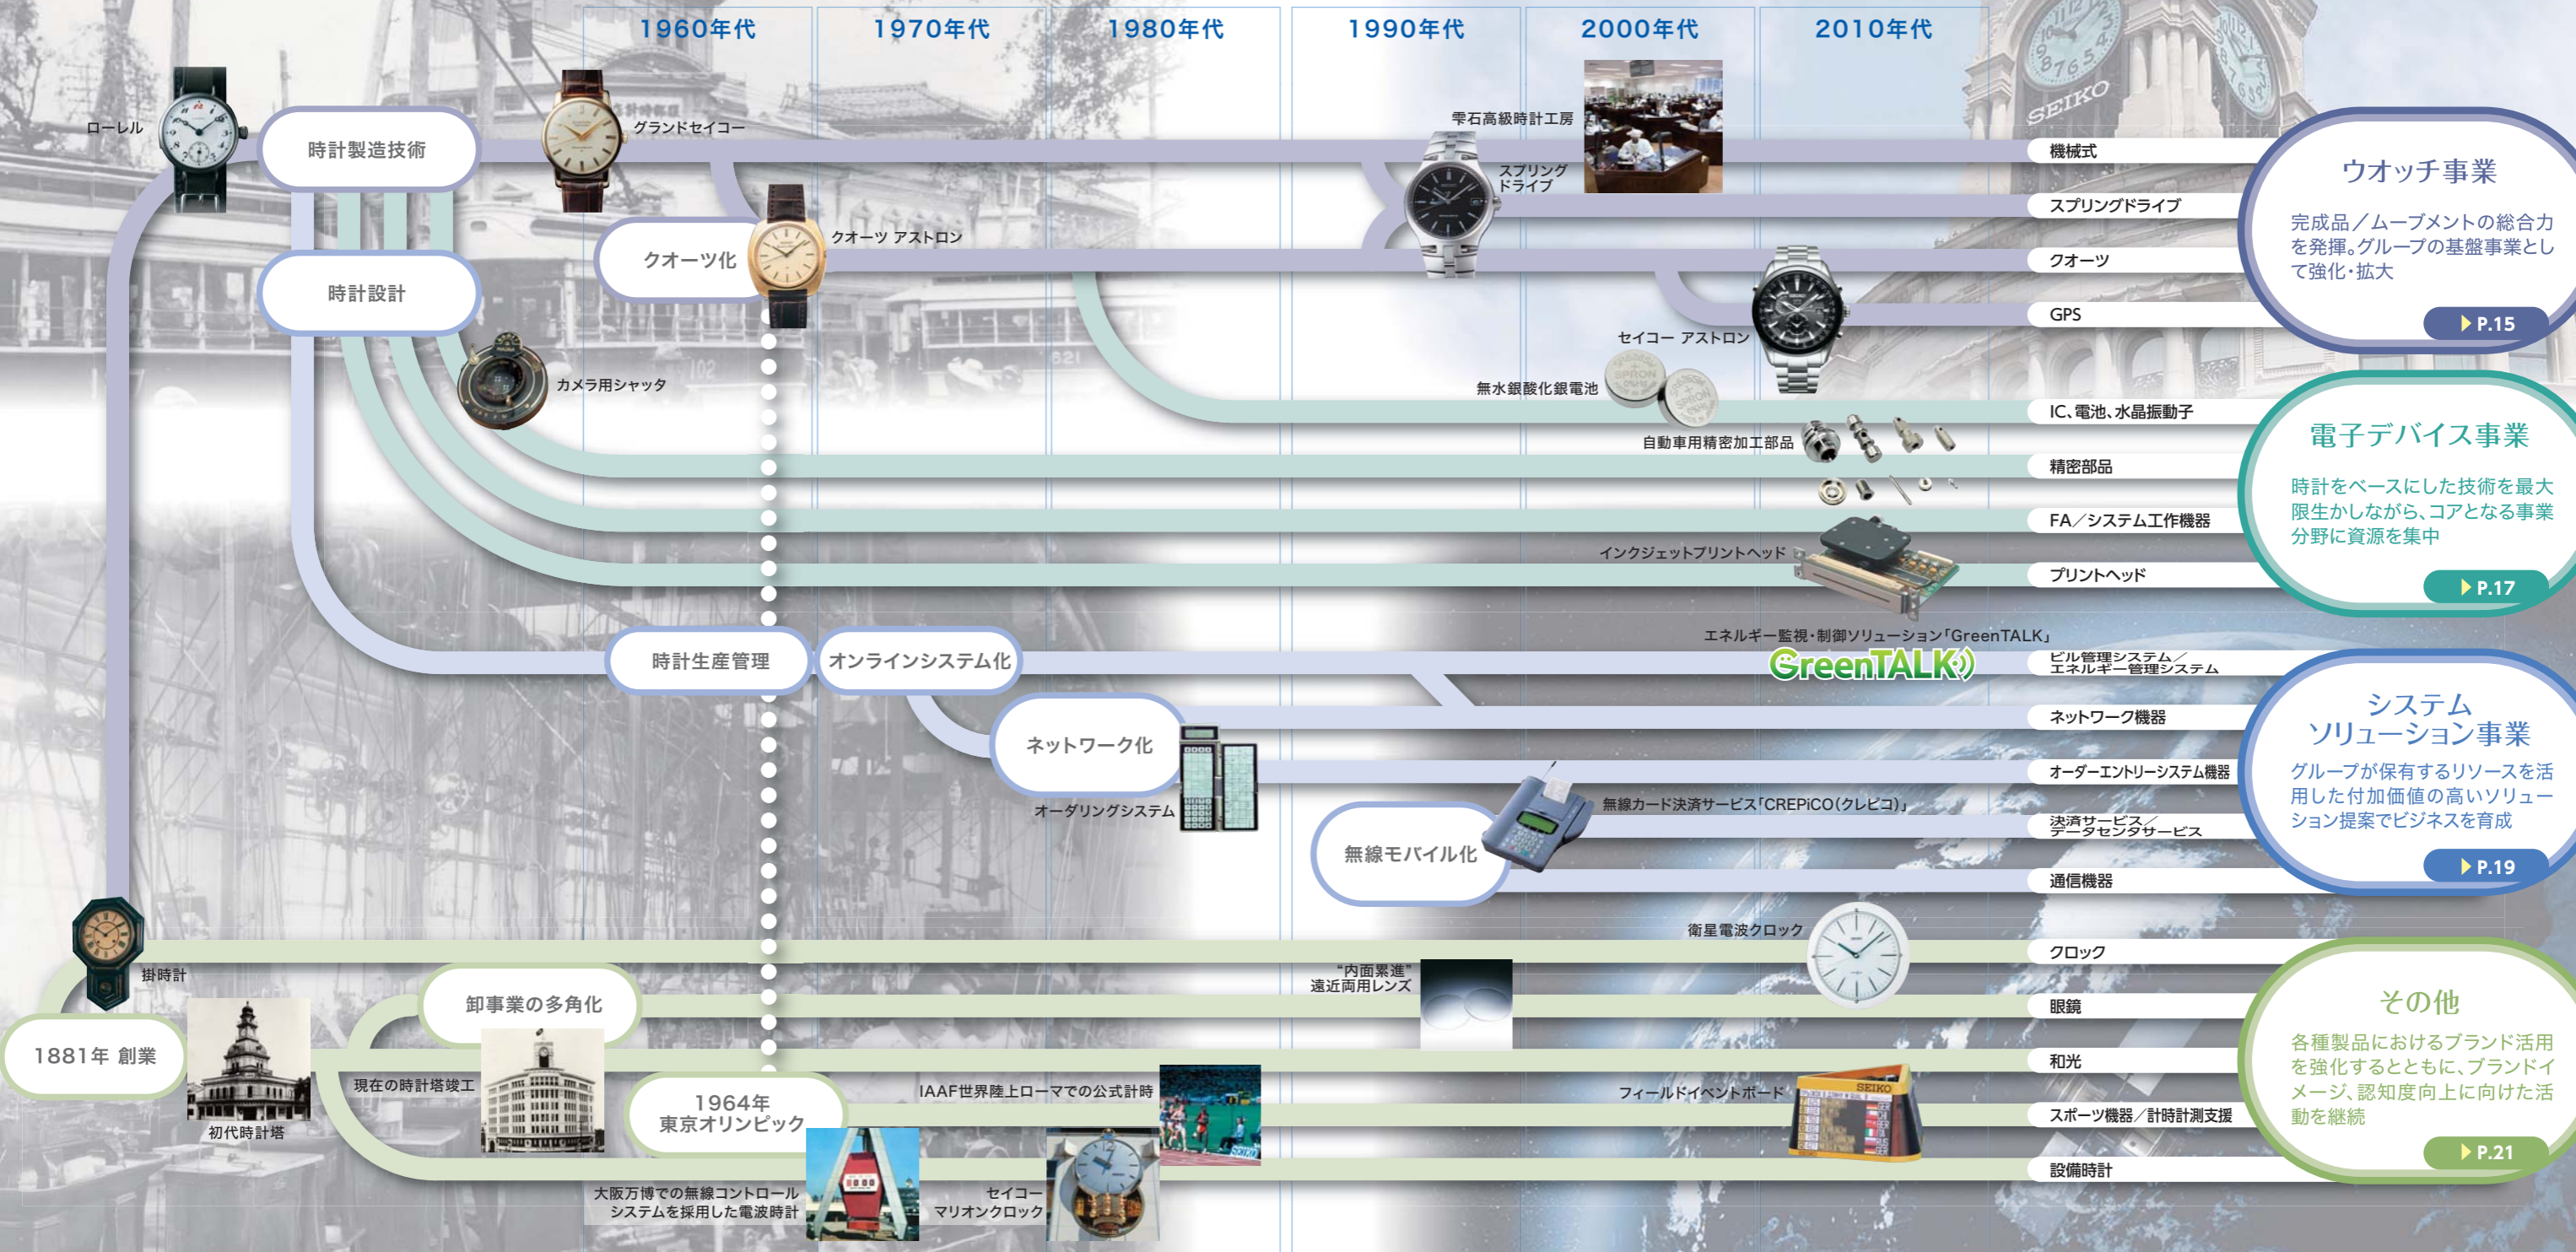 1960年代
1970年代
1980年代
1990年代
2000年代
2010年代
ローレル
時計製造技術
グランドセイコー
雫石高級時計工房
スプリング
ドライブ
SEIKO
機械式
スプリングドライブ
クオーツ
GPS
ウオッチ事業
完成品／ムーブメントの総合力
を発揮。グループの基盤事業とし
て強化・拡大
P.15
時計設計
クオーツ化
クオーツ アストロン
セイコー アストロン
カメラ用シャッタ
無水銀酸化銀電池
SPRON
SPRON
自動車用精密加工部品
インクジェットプリントヘッド
IC、電池、水晶振動子
精密部品
FA／システム工作機器
プリントヘッド
電子デバイス事業
時計をベースにした技術を最大
限生かしながら、コアとなる事業
分野に資源を集中
P.17
時計生産管理
オンラインシステム化
エネルギー監視・制御ソリューション「GreenTALK」
GreenTALK
ネットワーク化
オーダリングシステム
無線モバイル化
無線カード決済サービス「CREPiCO（クレピコ）」
ビル管理システム／
エネルギー管理システム
ネットワーク機器
オーダーエントリーシステム機器
決済サービス／
データセンタサービス
通信機器
システム
ソリューション事業
グループが保有するリソースを活
用した付加価値の高いソリュー
ション提案でビジネスを育成
P.19
掛時計
1881年 創業
初代時計塔
卸事業の多角化
現在の時計塔竣工
1964年
東京オリンピック
大阪万博での無線コントロール
システムを採用した電波時計
IAAF世界陸上ローマでの公式計時
セイコー
マリオンクロック
“内面累進”
遠近両用レンズ
衛星電波クロック
フィールドイベントボード
SEIKO
クロック
眼鏡
和光
スポーツ機器／計時計測支援
設備時計
その他
各種製品におけるブランド活用
を強化するとともに、ブランドイ
メージ、認知度向上に向けた活
動を継続
P.21
102
621